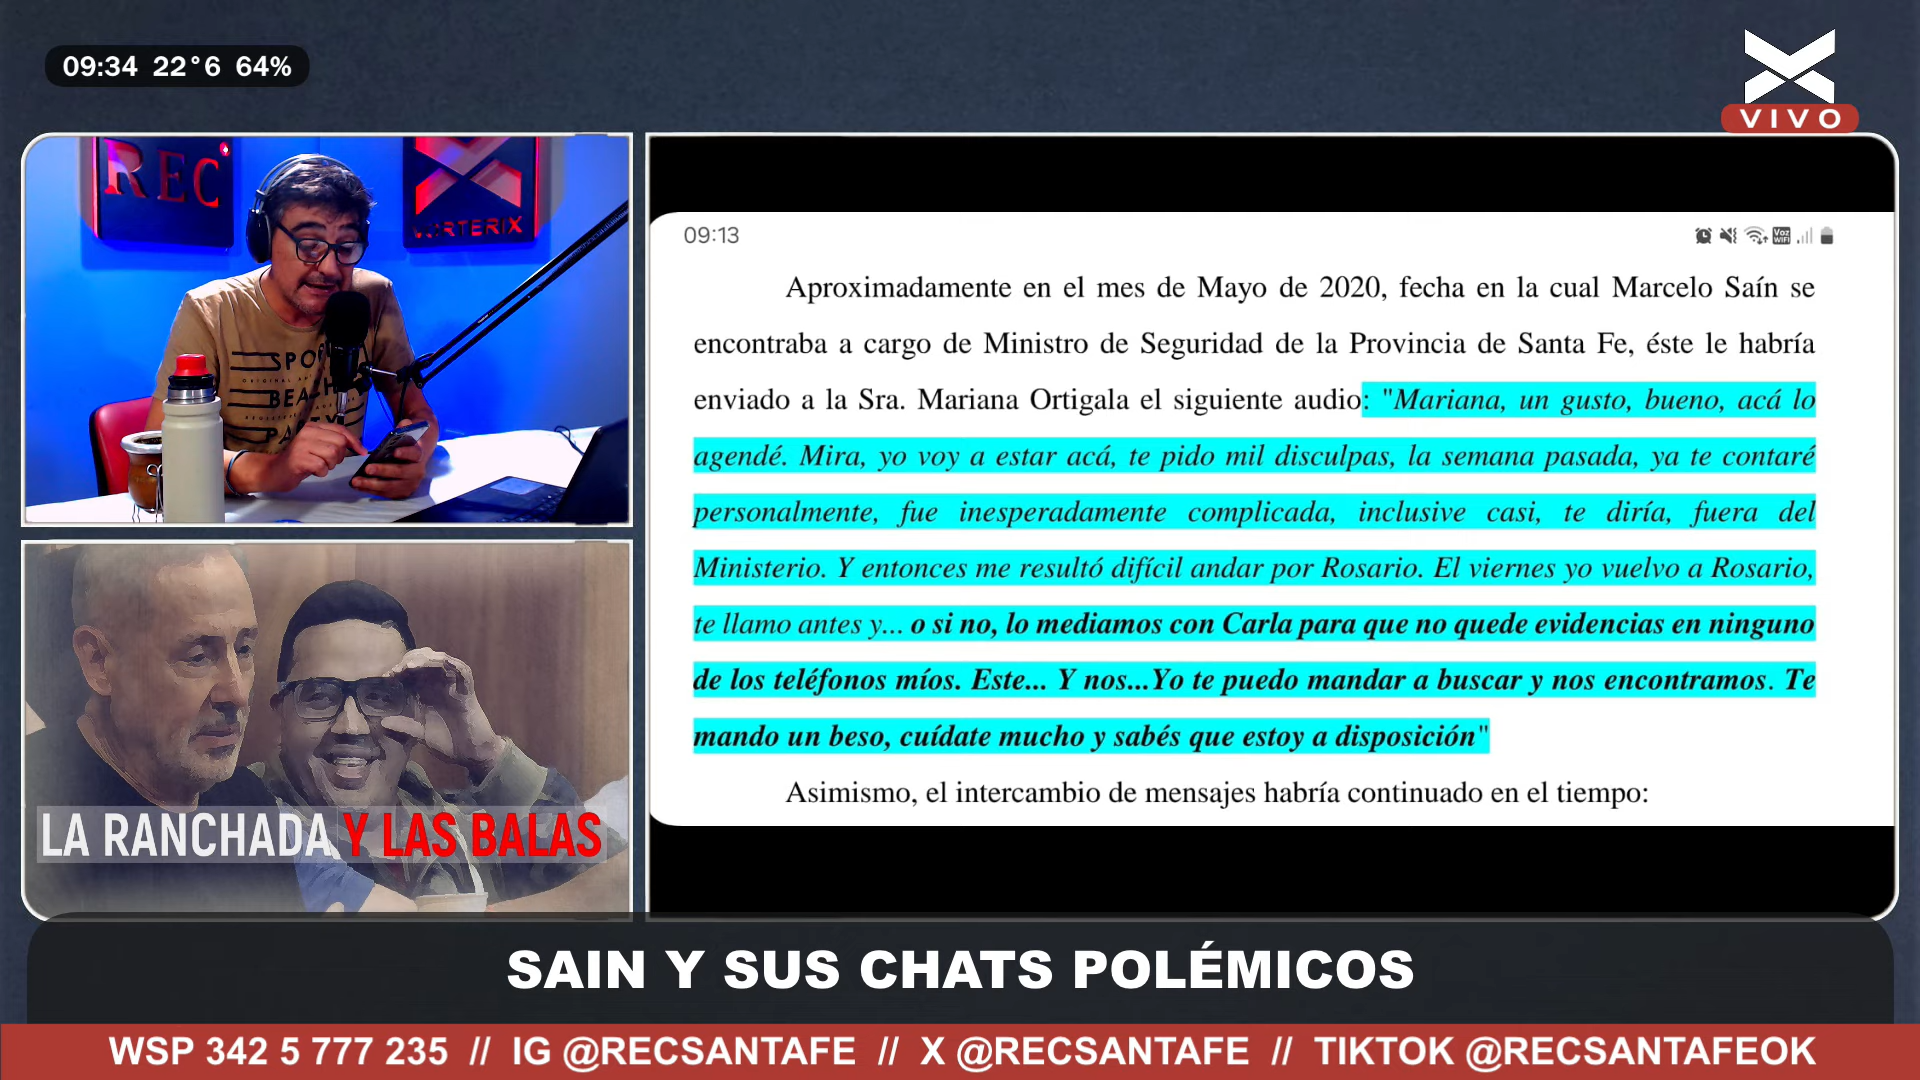 09:34 22°6 64%
VIVO
REC
VORTERIX
SPORT
BEACH
PARTY
LA RANCHADA Y LAS BALAS
09:13
Voz
WIFI
Aproximadamente en el mes de Mayo de 2020, fecha en la cual Marcelo Saín se
encontraba a cargo de Ministro de Seguridad de la Provincia de Santa Fe, éste le habría
enviado a la Sra. Mariana Ortigala el siguiente audio: "Mariana, un gusto, bueno, acá lo
agendé. Mira, yo voy a estar acá, te pido mil disculpas, la semana pasada, ya te contaré
personalmente, fue inesperadamente complicada, inclusive casi, te diría, fuera del
Ministerio. Y entonces me resultó difícil andar por Rosario. El viernes yo vuelvo a Rosario,
te llamo antes y... o si no, lo mediamos con Carla para que no quede evidencias en ninguno
de los teléfonos míos. Este... Y nos...Yo te puedo mandar a buscar y nos encontramos. Te
mando un beso, cuídate mucho y sabés que estoy a disposición"
Asimismo, el intercambio de mensajes habría continuado en el tiempo:
SAIN Y SUS CHATS POLÉMICOS
WSP 342 5 777 235 // IG @RECSANTAFE // X @RECSANTAFE // TIKTOK @RECSANTAFEOK